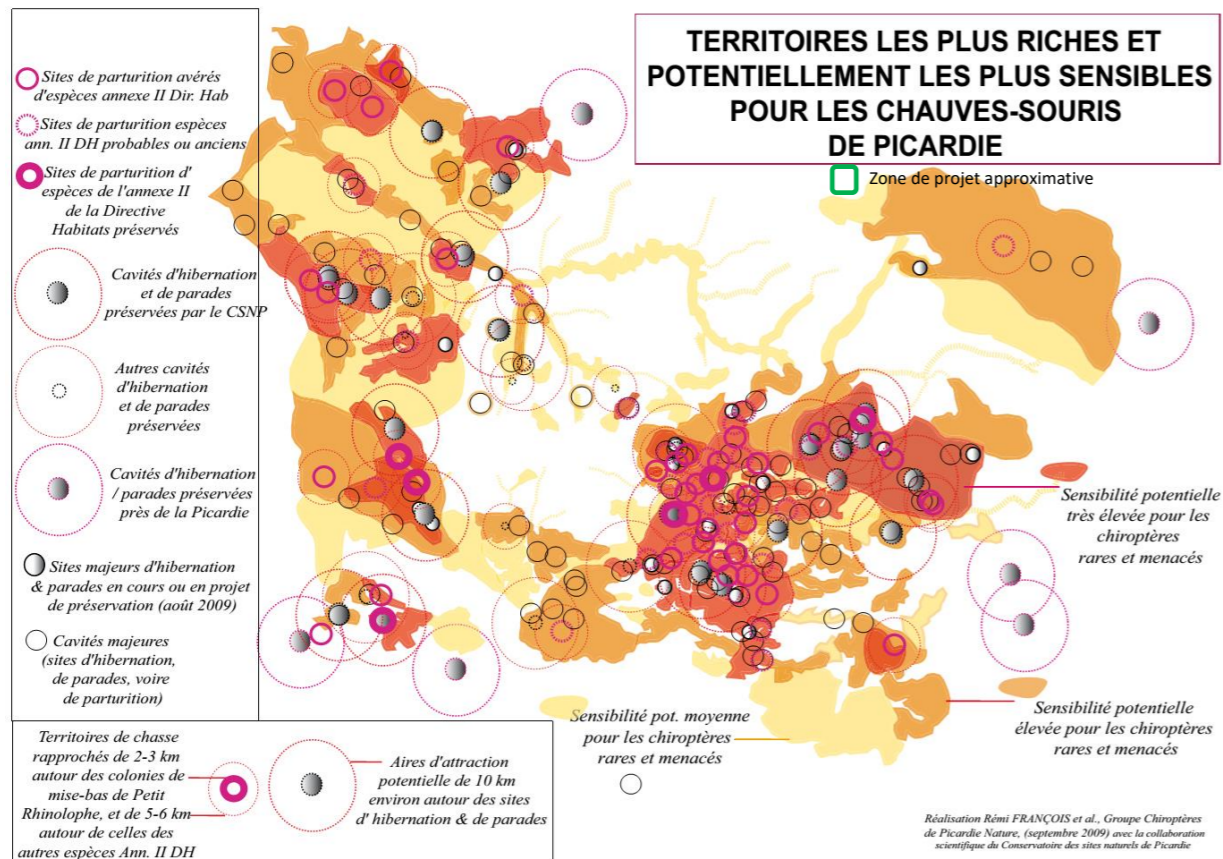 TERRITOIRES LES PLUS RICHES ET
POTENTIELLEMENT LES PLUS SENSIBLES
POUR LES CHAUVES-SOURIS
DE PICARDIE
Zone de projet approximative
Sites de parturition avérés
d'espèces annexe II Dir. Hab
Sites de parturition espèces
ann. II DH probables ou anciens
Sites de parturition d'
espèces de l'annexe II
de la Directive
Habitats préservés
Cavités d'hibernation
et de parades
préservées par le CSNP
Autres cavités
d'hibernation
et de parades
préservées
Cavités d'hibernation
/ parades préservées
près de la Picardie
Sites majeurs d'hibernation
& parades en cours ou en projet
de préservation (août 2009)
Cavités majeures
(sites d'hibernation,
de parades, voire
de parturition)
Territoires de chasse
rapprochés de 2-3 km
autour des colonies de
mise-bas de Petit
Rhinolophe, et de 5-6 km
autour de celles des
autres espèces Ann. II DH
Aires d'attraction
potentielle de 10 km
environ autour des sites
d' hibernation & de parades
Sensibilité potentielle
très élevée pour les
chiroptères
rares et menacés
Sensibilité pot. moyenne
pour les chiroptères
rares et menacés
Sensibilité potentielle
élevée pour les chiroptères
rares et menacés
Réalisation Rémi FRANÇOIS et al., Groupe Chiroptères
de Picardie Nature, (septembre 2009) avec la collaboration
scientifique du Conservatoire des sites naturels de Picardie